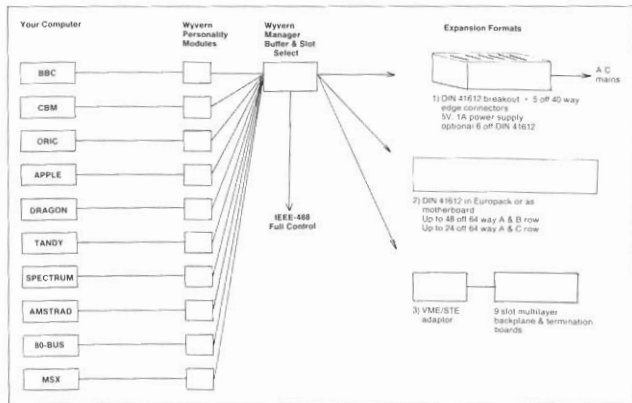 Your Computer
Wyvern
Personality
Modules
Wyvern
Manager
Buffer & Slot
Select
Expansion Formats
BBC
CBM
ORIC
APPLE
DRAGON
TANDY
SPECTRUM
AMSTRAD
80-BUS
MSX
IEEE-488
Full Control
A C
mains
1) DIN 41612 breakout + 5 off 40 way
edge connectors
5V, 1A power supply
optional 6 off DIN 41612
2) DIN 41612 in Europack or as
motherboard
Up to 48 off 64 way A & B row
Up to 24 off 64 way A & C row
3) VME/STE
adaptor
9 slot multilayer
backplane & termination
boards